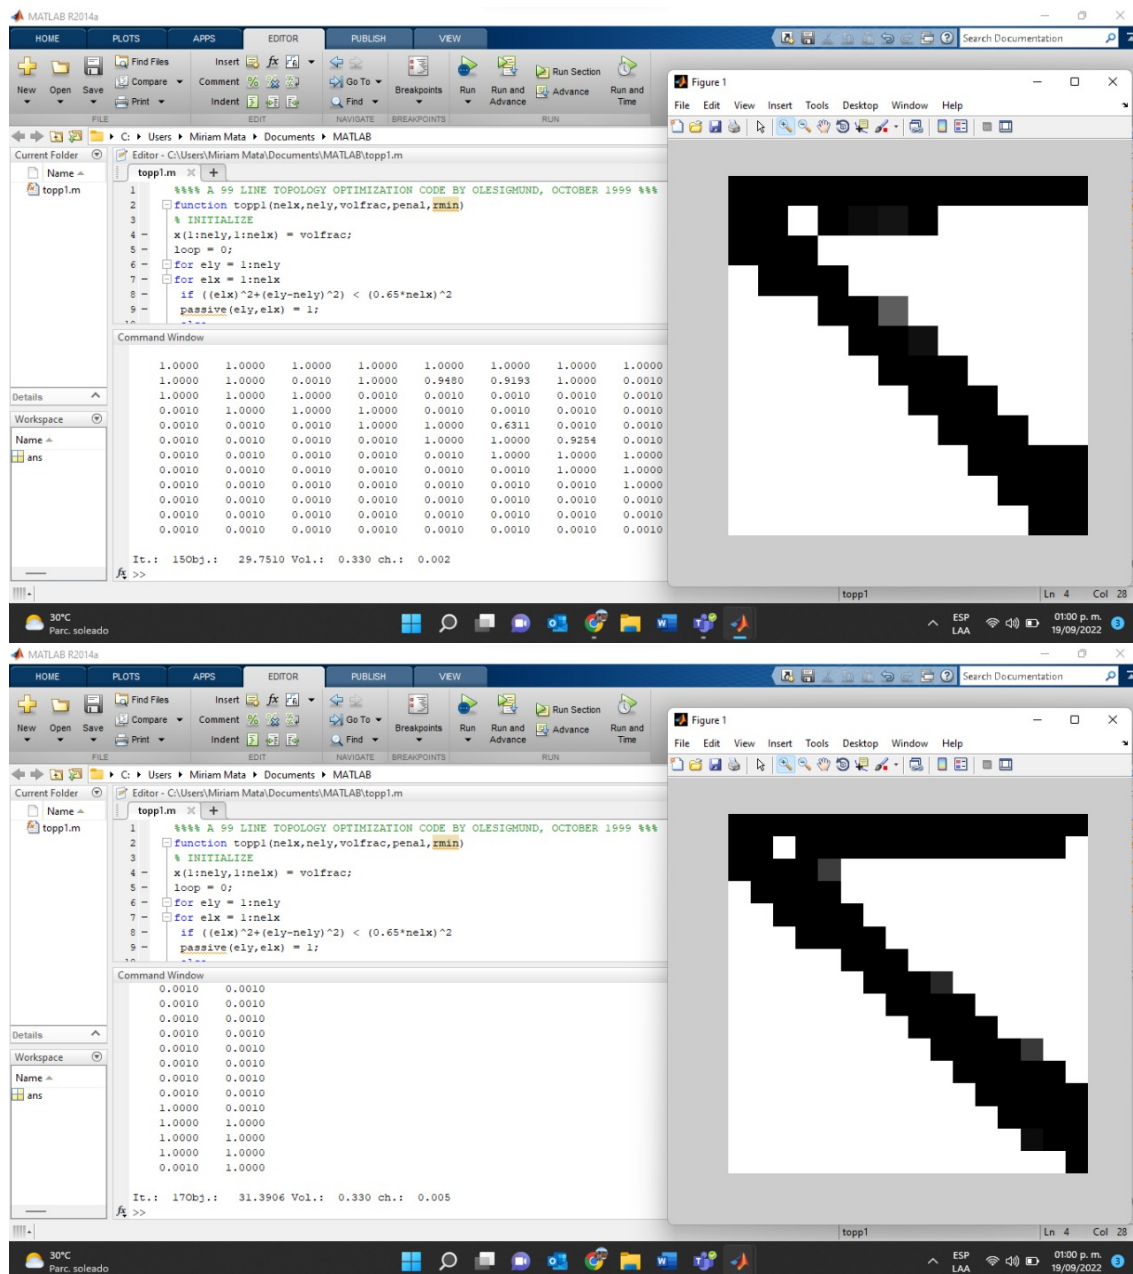 MATLAB R2014a
HOME PLOTS APPS EDITOR PUBLISH VIEW Search Documentation
New Open Save Find Files Compare Print Insert fx Comment Indent Go To Find Breakpoints Run Run and Advance Run Section Advance Run and Time
FILE EDIT NAVIGATE BREAKPOINTS RUN
C: Users Miriam Mata Documents MATLAB
Current Folder
Name
topp1.m
Editor - C:\Users\Miriam Mata\Documents\MATLAB\topp1.m
topp1.m
1 %%%% A 99 LINE TOPOLOGY OPTIMIZATION CODE BY OLESIGMUND, OCTOBER 1999 %%%
2 function topp1(nelx,nely,volfrac,penal,rmin)
3 % INITIALIZE
4 - x(1:nely,1:nelx) = volfrac;
5 - loop = 0;
6 - for ely = 1:nely
7 - for elx = 1:nelx
8 - if ((elx)^2+(ely-nely)^2) < (0.65*nelx)^2
9 - passive(ely,elx) = 1;
Command Window
1.0000 1.0000 1.0000 1.0000 1.0000 1.0000 1.0000 1.0000
1.0000 1.0000 0.0010 1.0000 0.9480 0.9193 1.0000 0.0010
1.0000 1.0000 1.0000 0.0010 0.0010 0.0010 0.0010 0.0010
0.0010 1.0000 1.0000 1.0000 0.0010 0.0010 0.0010 0.0010
0.0010 0.0010 0.0010 1.0000 1.0000 0.6311 0.0010 0.0010
0.0010 0.0010 0.0010 0.0010 1.0000 1.0000 0.9254 0.0010
0.0010 0.0010 0.0010 0.0010 0.0010 1.0000 1.0000 1.0000
0.0010 0.0010 0.0010 0.0010 0.0010 0.0010 1.0000 1.0000
0.0010 0.0010 0.0010 0.0010 0.0010 0.0010 0.0010 1.0000
0.0010 0.0010 0.0010 0.0010 0.0010 0.0010 0.0010 0.0010
0.0010 0.0010 0.0010 0.0010 0.0010 0.0010 0.0010 0.0010
0.0010 0.0010 0.0010 0.0010 0.0010 0.0010 0.0010 0.0010
It.: 15Obj.: 29.7510 Vol.: 0.330 ch.: 0.002
fx >>
Details
Workspace
Name
ans
Figure 1
File Edit View Insert Tools Desktop Window Help
topp1 Ln 4 Col 28
30°C
Parc. soleado
ESP
LAA
01:00 p. m.
19/09/2022
3
MATLAB R2014a
HOME PLOTS APPS EDITOR PUBLISH VIEW Search Documentation
New Open Save Find Files Compare Print Insert fx Comment Indent Go To Find Breakpoints Run Run and Advance Run Section Advance Run and Time
FILE EDIT NAVIGATE BREAKPOINTS RUN
C: Users Miriam Mata Documents MATLAB
Current Folder
Name
topp1.m
Editor - C:\Users\Miriam Mata\Documents\MATLAB\topp1.m
topp1.m
1 %%%% A 99 LINE TOPOLOGY OPTIMIZATION CODE BY OLESIGMUND, OCTOBER 1999 %%%
2 function topp1(nelx,nely,volfrac,penal,rmin)
3 % INITIALIZE
4 - x(1:nely,1:nelx) = volfrac;
5 - loop = 0;
6 - for ely = 1:nely
7 - for elx = 1:nelx
8 - if ((elx)^2+(ely-nely)^2) < (0.65*nelx)^2
9 - passive(ely,elx) = 1;
Command Window
0.0010 0.0010
0.0010 0.0010
0.0010 0.0010
0.0010 0.0010
0.0010 0.0010
0.0010 0.0010
0.0010 0.0010
0.0010 0.0010
1.0000 0.0010
1.0000 1.0000
1.0000 1.0000
1.0000 1.0000
0.0010 1.0000
It.: 17Obj.: 31.3906 Vol.: 0.330 ch.: 0.005
fx >>
Details
Workspace
Name
ans
Figure 1
File Edit View Insert Tools Desktop Window Help
topp1 Ln 4 Col 28
30°C
Parc. soleado
ESP
LAA
01:00 p. m.
19/09/2022
3